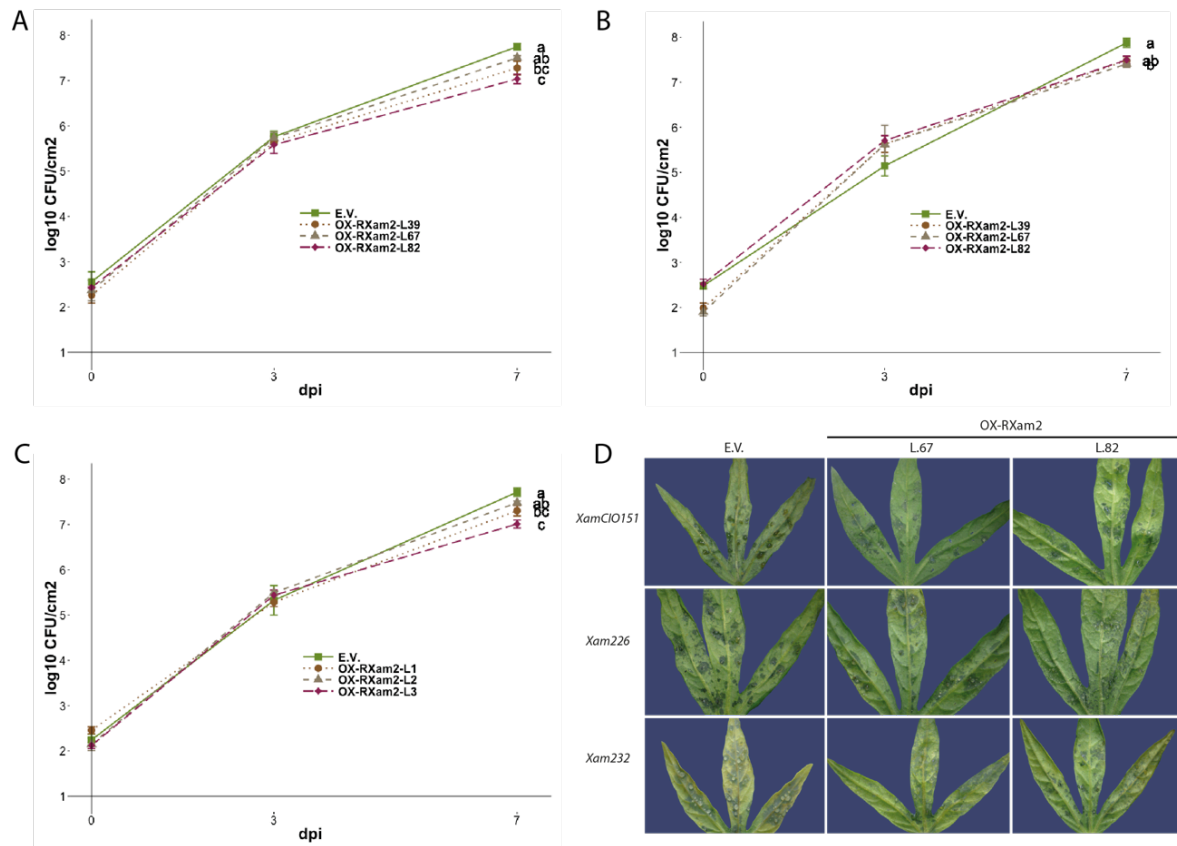 A
log10 CFU/cm2
8
7
6
5
4
3
2
1
a
ab
bc
c
E.V.
OX-RXam2-L39
OX-RXam2-L67
OX-RXam2-L82
0 3 7
dpi
B
log10 CFU/cm2
8
7
6
5
4
3
2
1
a
ab
b
E.V.
OX-RXam2-L39
OX-RXam2-L67
OX-RXam2-L82
0 3 7
dpi
C
log10 CFU/cm2
8
7
6
5
4
3
2
1
a
ab
bc
c
E.V.
OX-RXam2-L1
OX-RXam2-L2
OX-RXam2-L3
0 3 7
dpi
D
OX-RXam2
E.V. L.67 L.82
XamCIO151
Xam226
Xam232